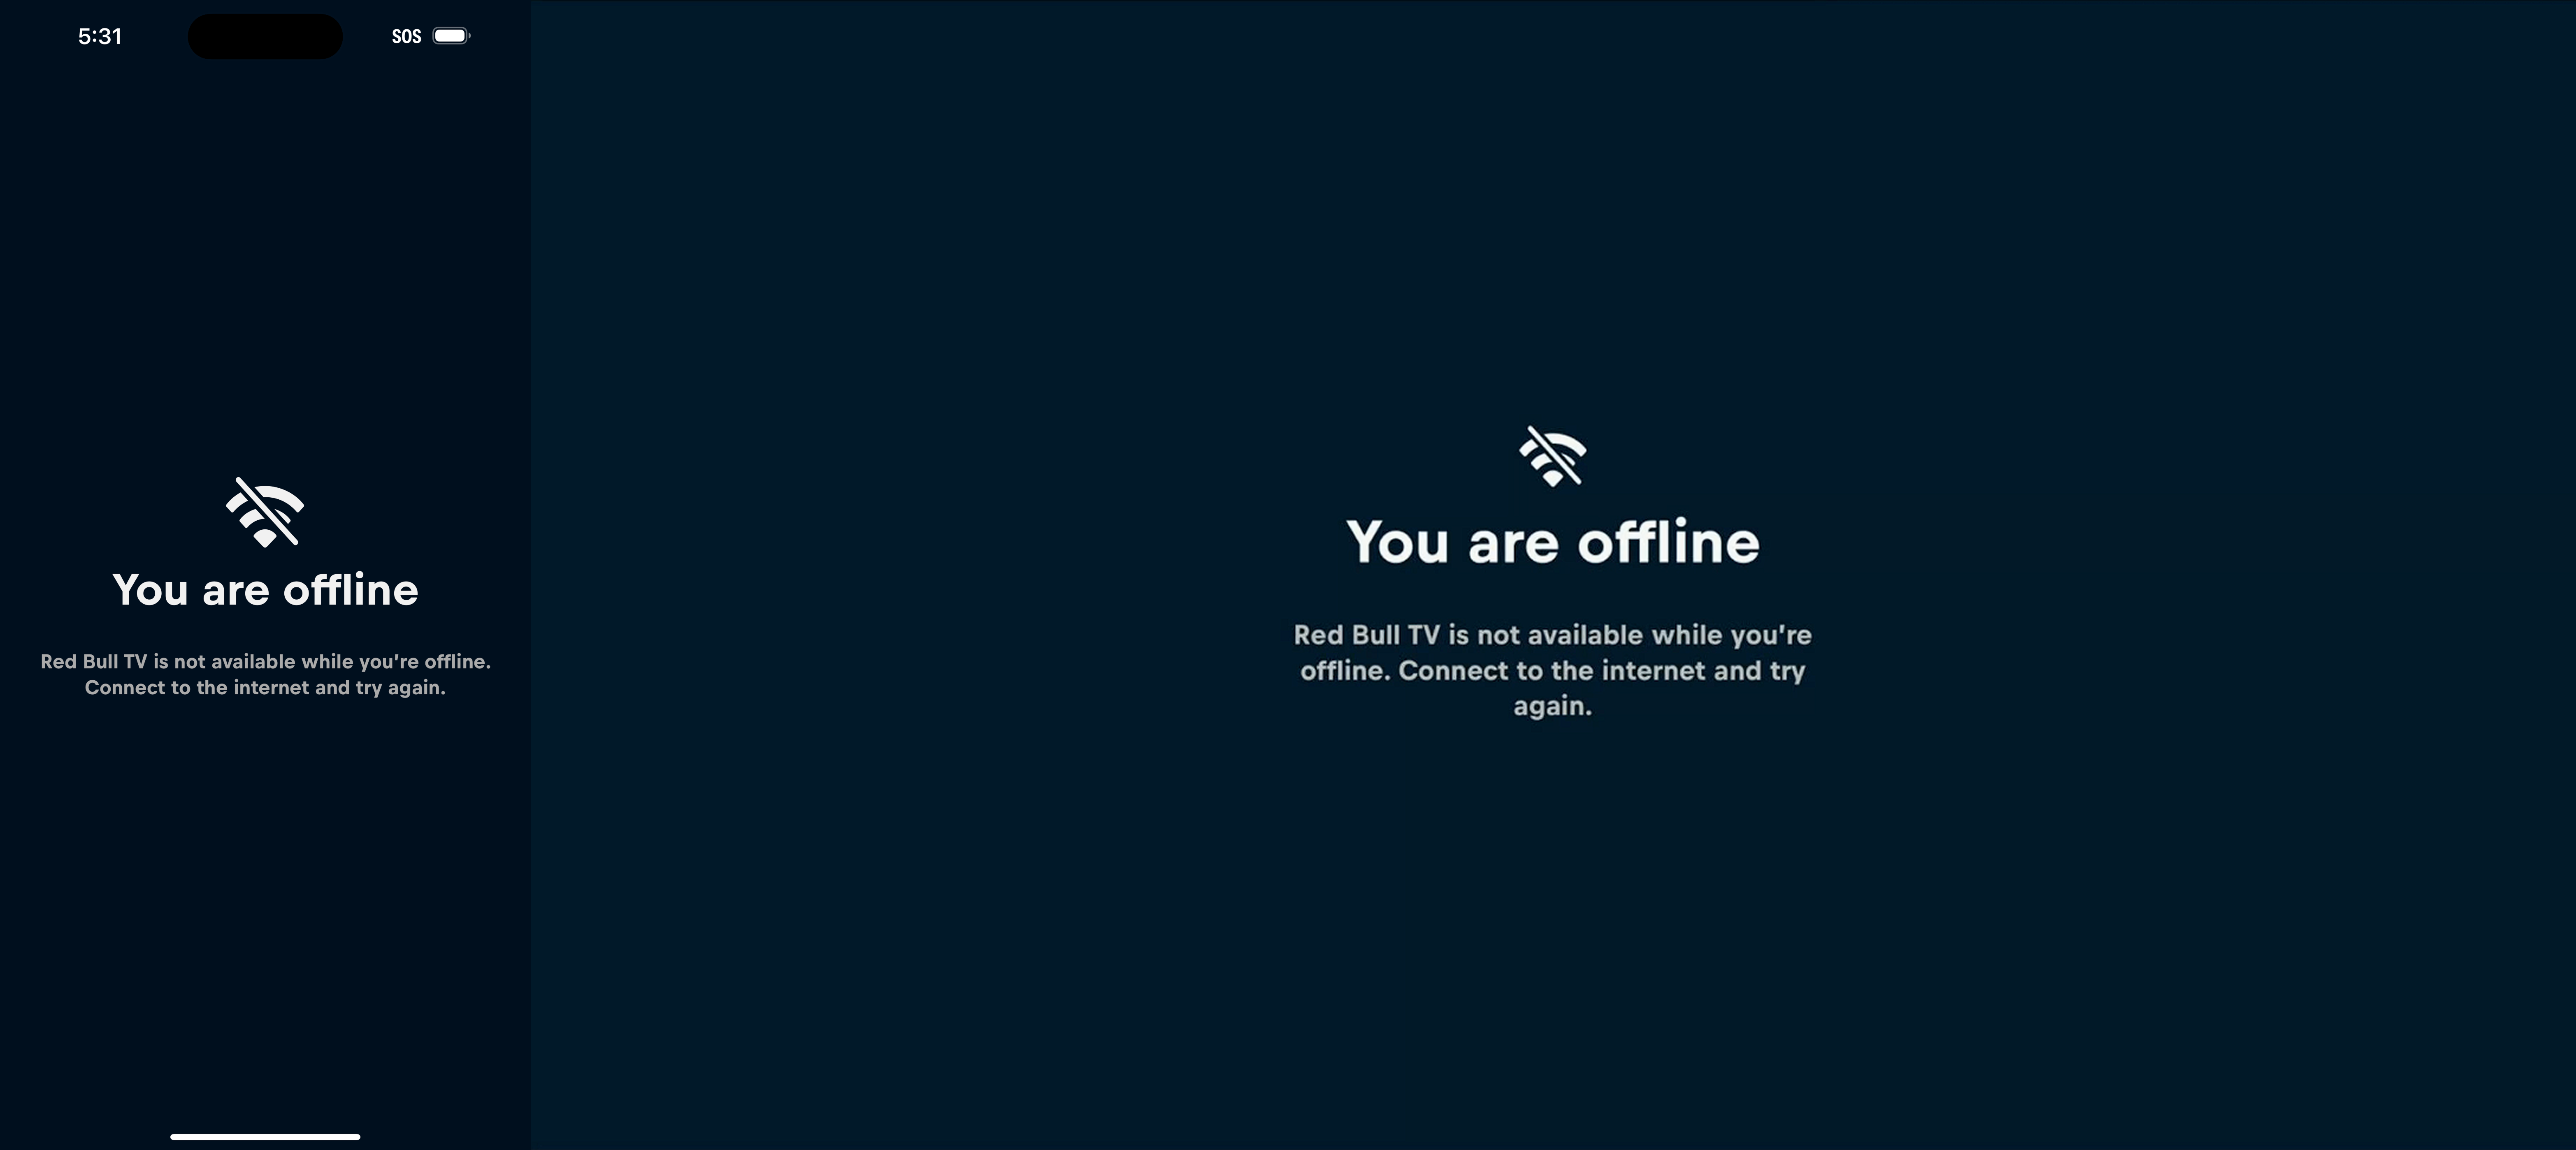 5:31
SOS
You are offline
Red Bull TV is not available while you’re offline.
Connect to the internet and try again.
You are offline
Red Bull TV is not available while you’re
offline. Connect to the internet and try
again.